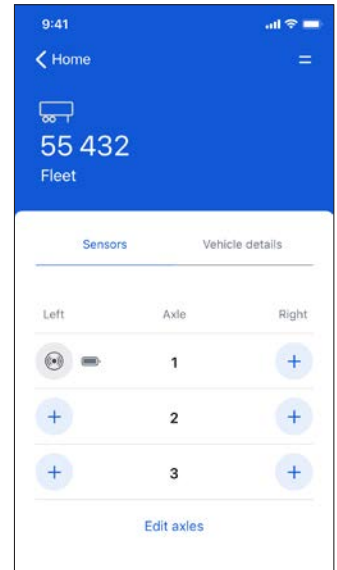 9:41
Home
55 432
Fleet
Sensors Vehicle details
Left Axle Right
1
2
3
Edit axles